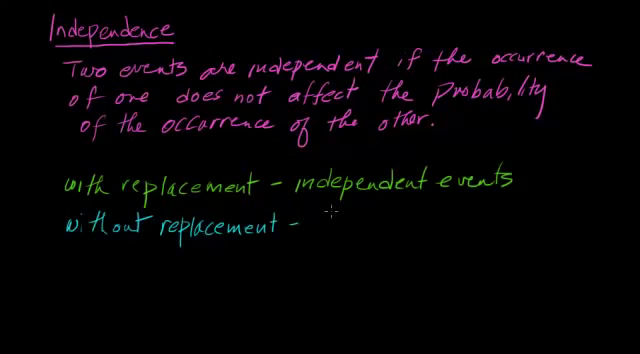 Independence
Two events are independent if the occurrence
of one does not affect the Probability
of the occurrence of the other.
with replacement - independent events
without replacement -